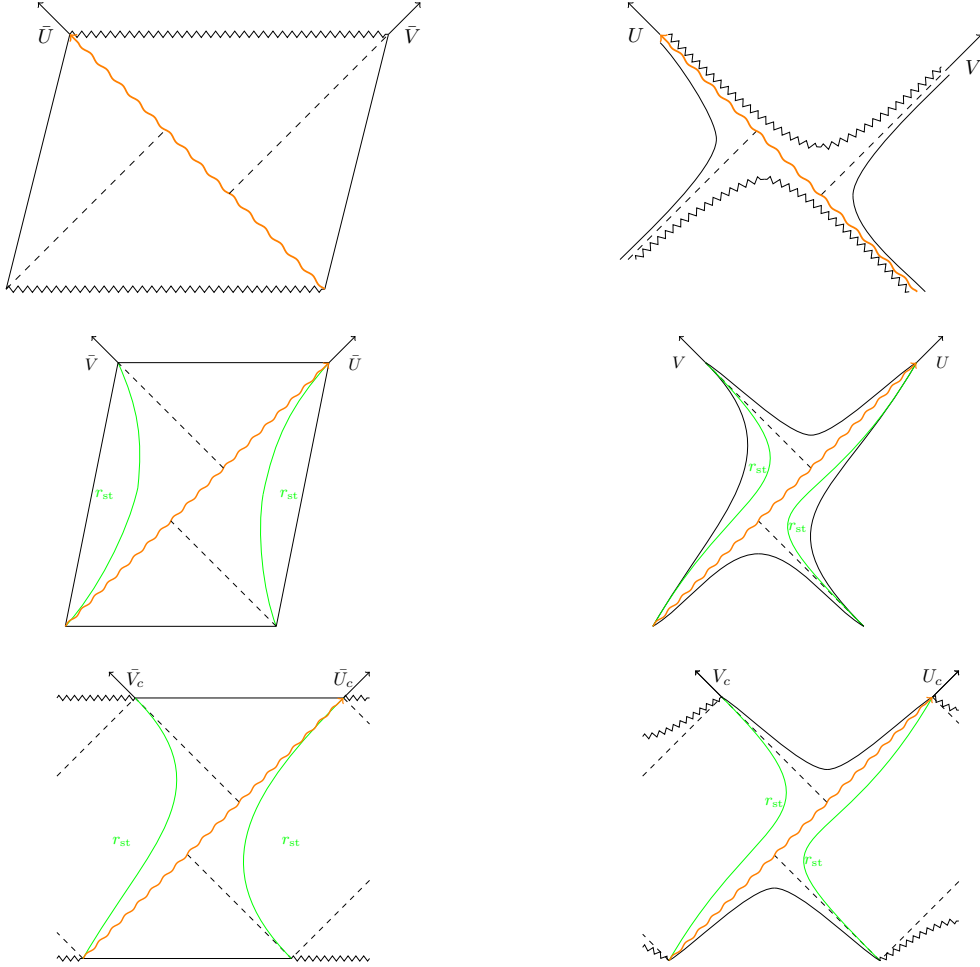 Ū V̄ U V
V̄ Ū V U
r_st r_st r_st r_st
V̄_c Ū_c V_c U_c
r_st r_st r_st r_st